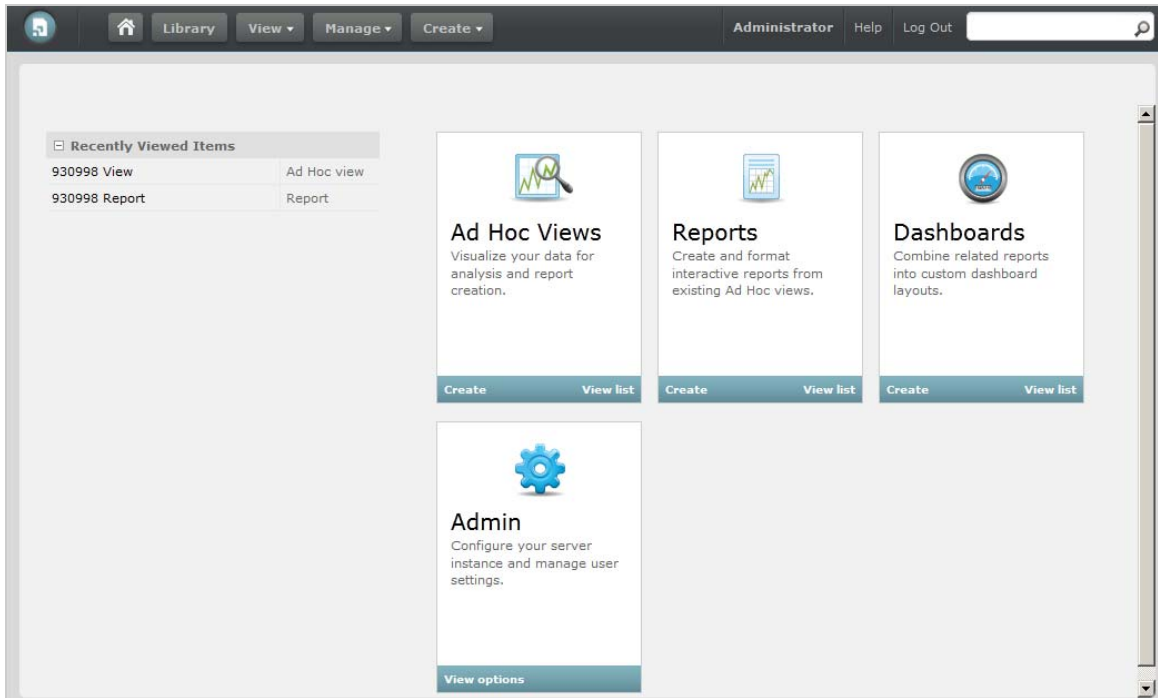 Library View Manage Create Administrator Help Log Out
Recently Viewed Items
930998 View Ad Hoc view
930998 Report Report
Ad Hoc Views
Visualize your data for
analysis and report
creation.
Create View list
Reports
Create and format
interactive reports from
existing Ad Hoc views.
Create View list
Dashboards
Combine related reports
into custom dashboard
layouts.
Create View list
Admin
Configure your server
instance and manage user
settings.
View options